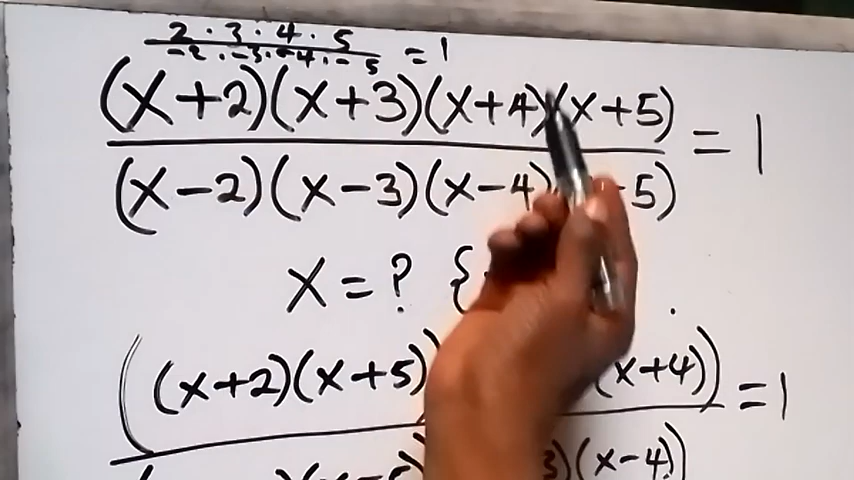 2 · 3 · 4 · 5
-2 · -3 · -4 · -5 = 1
(x+2)(x+3)(x+4)(x+5)
(x-2)(x-3)(x-4) -5) = 1
x = ? {
((x+2)(x+5) (x+4)) = 1
)(x-5) 3)(x-4)